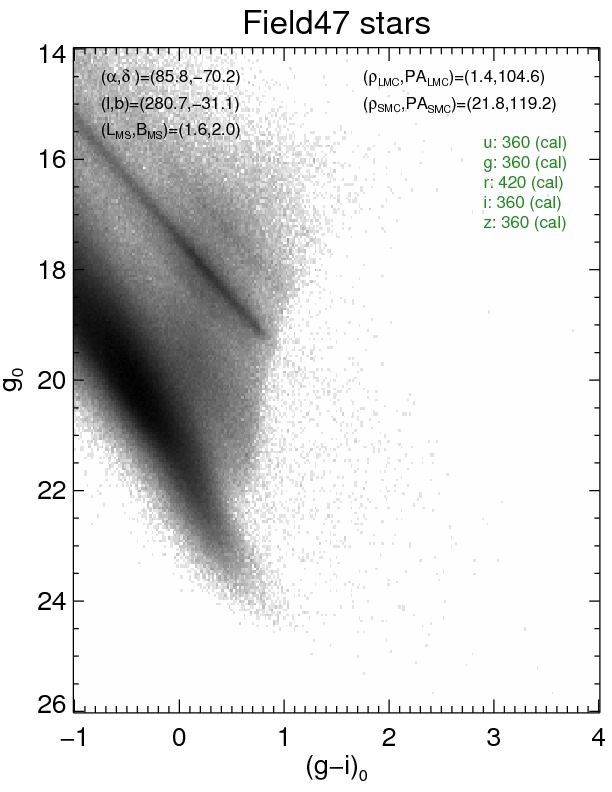 Field47 stars
(α,δ)=(85.8,−70.2)
(ρLMC,PALMC)=(1.4,104.6)
(l,b)=(280.7,−31.1)
(ρSMC,PASMC)=(21.8,119.2)
(LMS,BMS)=(1.6,2.0)
u: 360 (cal)
g: 360 (cal)
r: 420 (cal)
i: 360 (cal)
z: 360 (cal)
14
16
18
20
22
24
26
g0
−1 0 1 2 3 4
(g−i)0